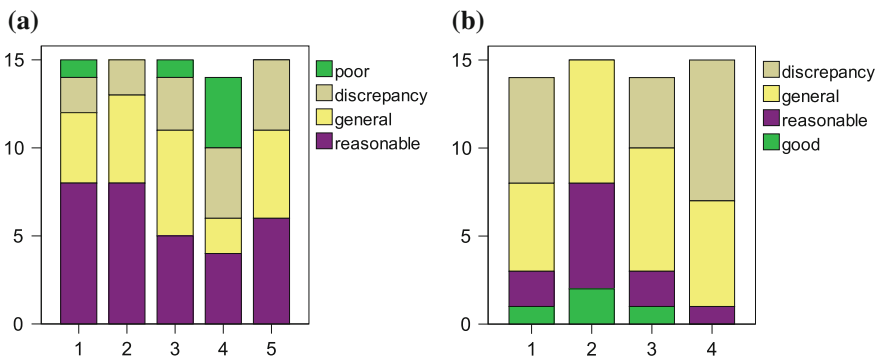 (a)
15
10
5
0
1 2 3 4 5
poor
discrepancy
general
reasonable
(b)
15
10
5
0
1 2 3 4
discrepancy
general
reasonable
good